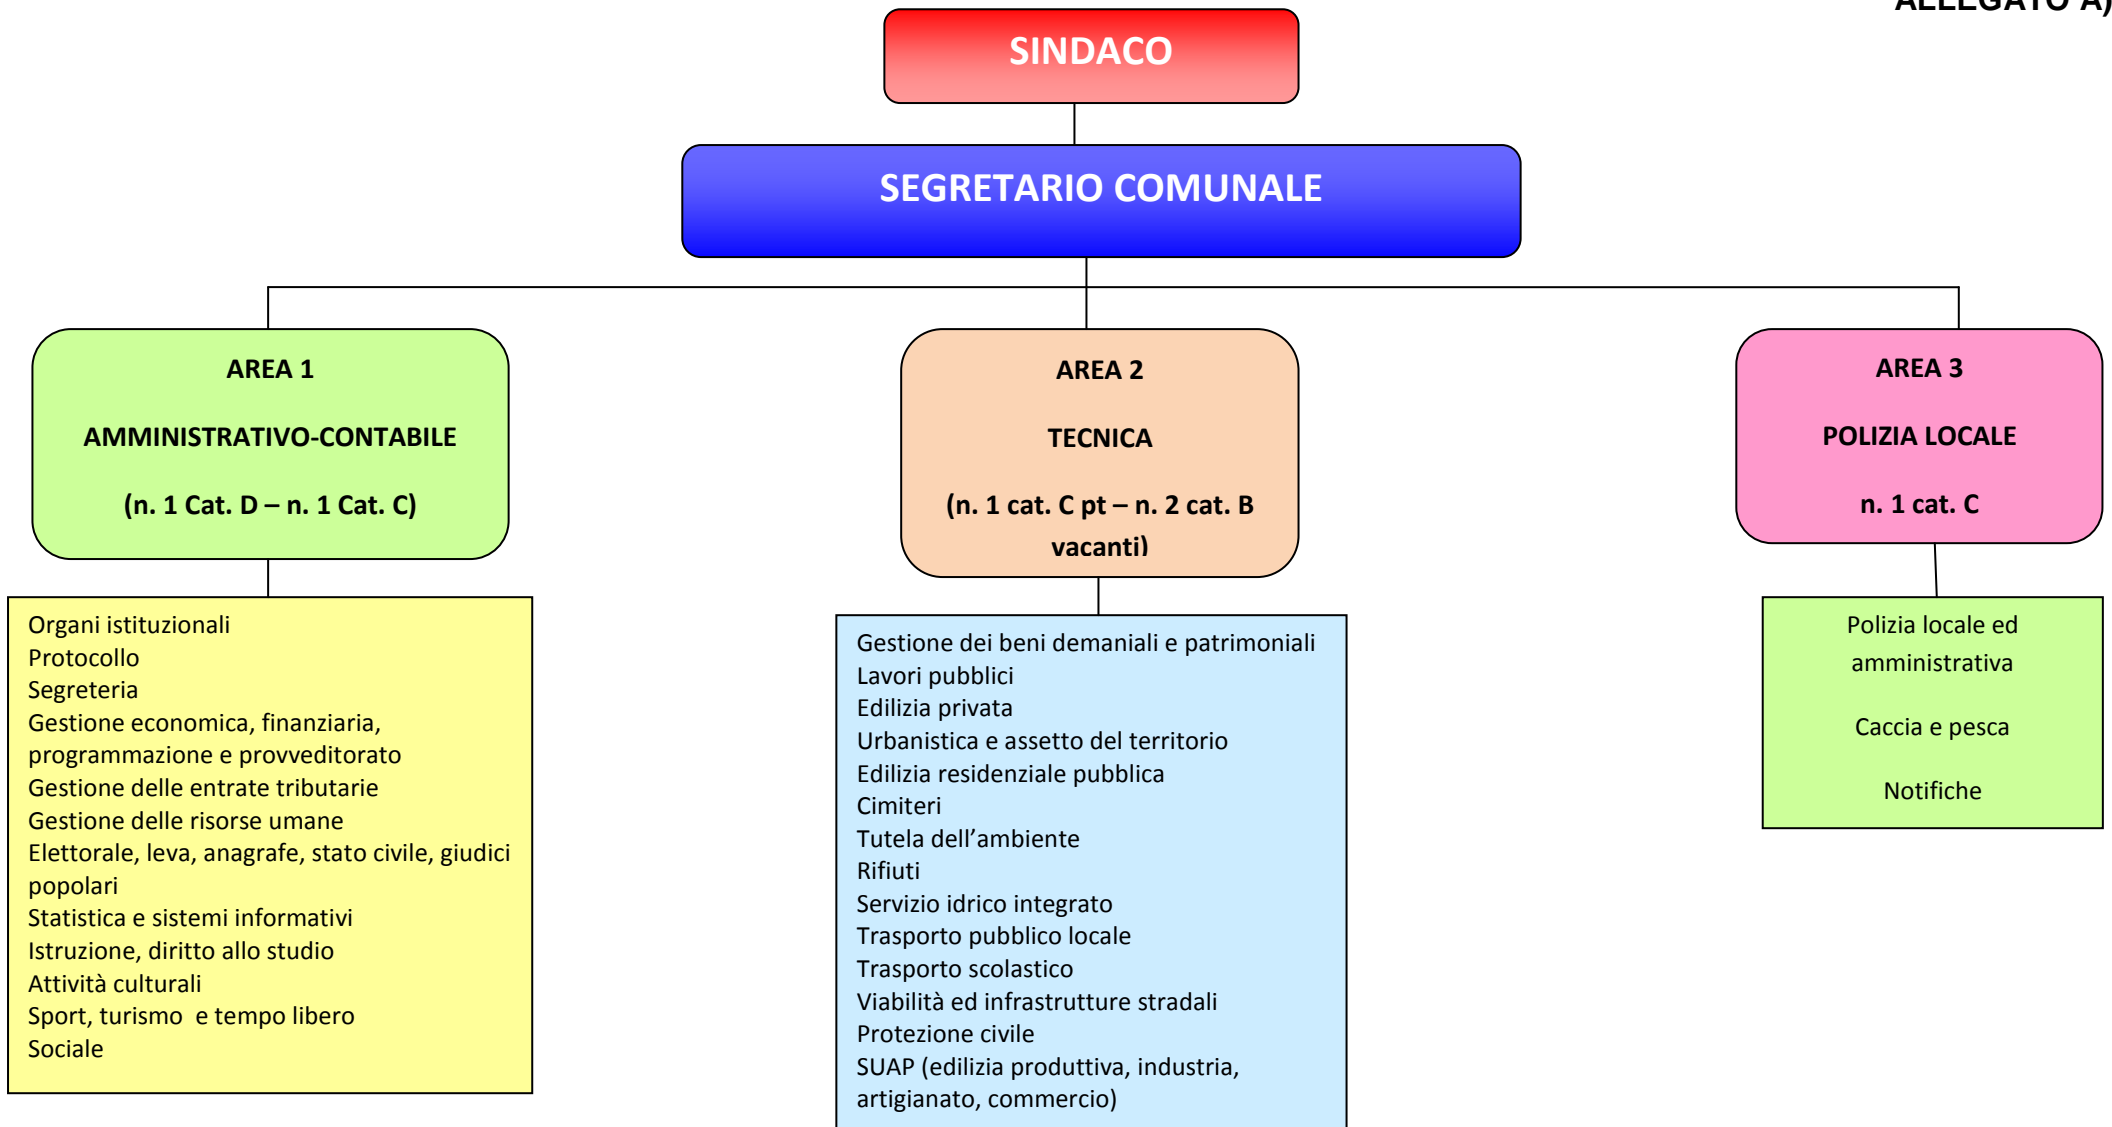 ALLEGATO A)
SINDACO
SEGRETARIO COMUNALE
AREA 1
AMMINISTRATIVO-CONTABILE
(n. 1 Cat. D – n. 1 Cat. C)
AREA 2
TECNICA
(n. 1 cat. C pt – n. 2 cat. B
vacanti)
AREA 3
POLIZIA LOCALE
n. 1 cat. C
Organi istituzionali
Protocollo
Segreteria
Gestione economica, finanziaria,
programmazione e provveditorato
Gestione delle entrate tributarie
Gestione delle risorse umane
Elettorale, leva, anagrafe, stato civile, giudici
popolari
Statistica e sistemi informativi
Istruzione, diritto allo studio
Attività culturali
Sport, turismo  e tempo libero
Sociale
Gestione dei beni demaniali e patrimoniali
Lavori pubblici
Edilizia privata
Urbanistica e assetto del territorio
Edilizia residenziale pubblica
Cimiteri
Tutela dell’ambiente
Rifiuti
Servizio idrico integrato
Trasporto pubblico locale
Trasporto scolastico
Viabilità ed infrastrutture stradali
Protezione civile
SUAP (edilizia produttiva, industria,
artigianato, commercio)
Polizia locale ed
amministrativa
Caccia e pesca
Notifiche